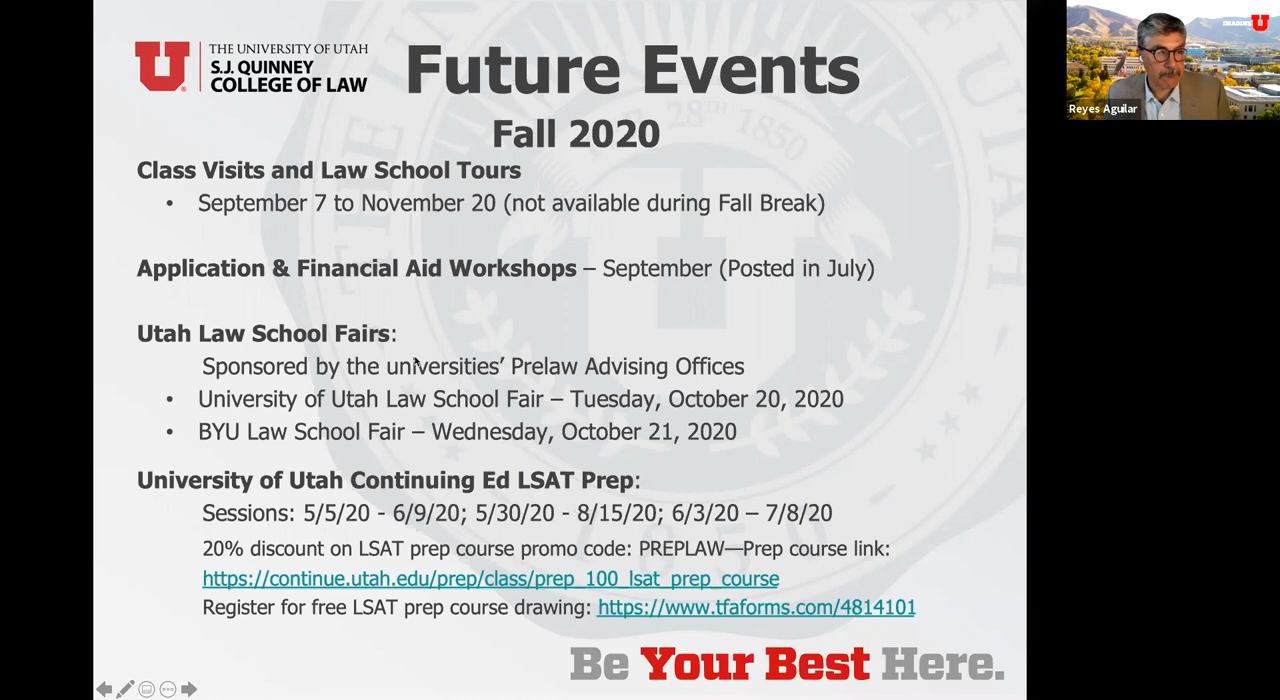 THE UNIVERSITY OF UTAH
S.J. QUINNEY
COLLEGE OF LAW
Future Events
Fall 2020
Class Visits and Law School Tours
• September 7 to November 20 (not available during Fall Break)
Application & Financial Aid Workshops – September (Posted in July)
Utah Law School Fairs:
Sponsored by the universities’ Prelaw Advising Offices
• University of Utah Law School Fair – Tuesday, October 20, 2020
• BYU Law School Fair – Wednesday, October 21, 2020
University of Utah Continuing Ed LSAT Prep:
Sessions: 5/5/20 - 6/9/20; 5/30/20 - 8/15/20; 6/3/20 – 7/8/20
20% discount on LSAT prep course promo code: PREPLAW—Prep course link:
https://continue.utah.edu/prep/class/prep_100_lsat_prep_course
Register for free LSAT prep course drawing: https://www.tfaforms.com/4814101
Be Your Best Here.
IMAGINE U
Reyes Aguilar
28TH 1850
1850